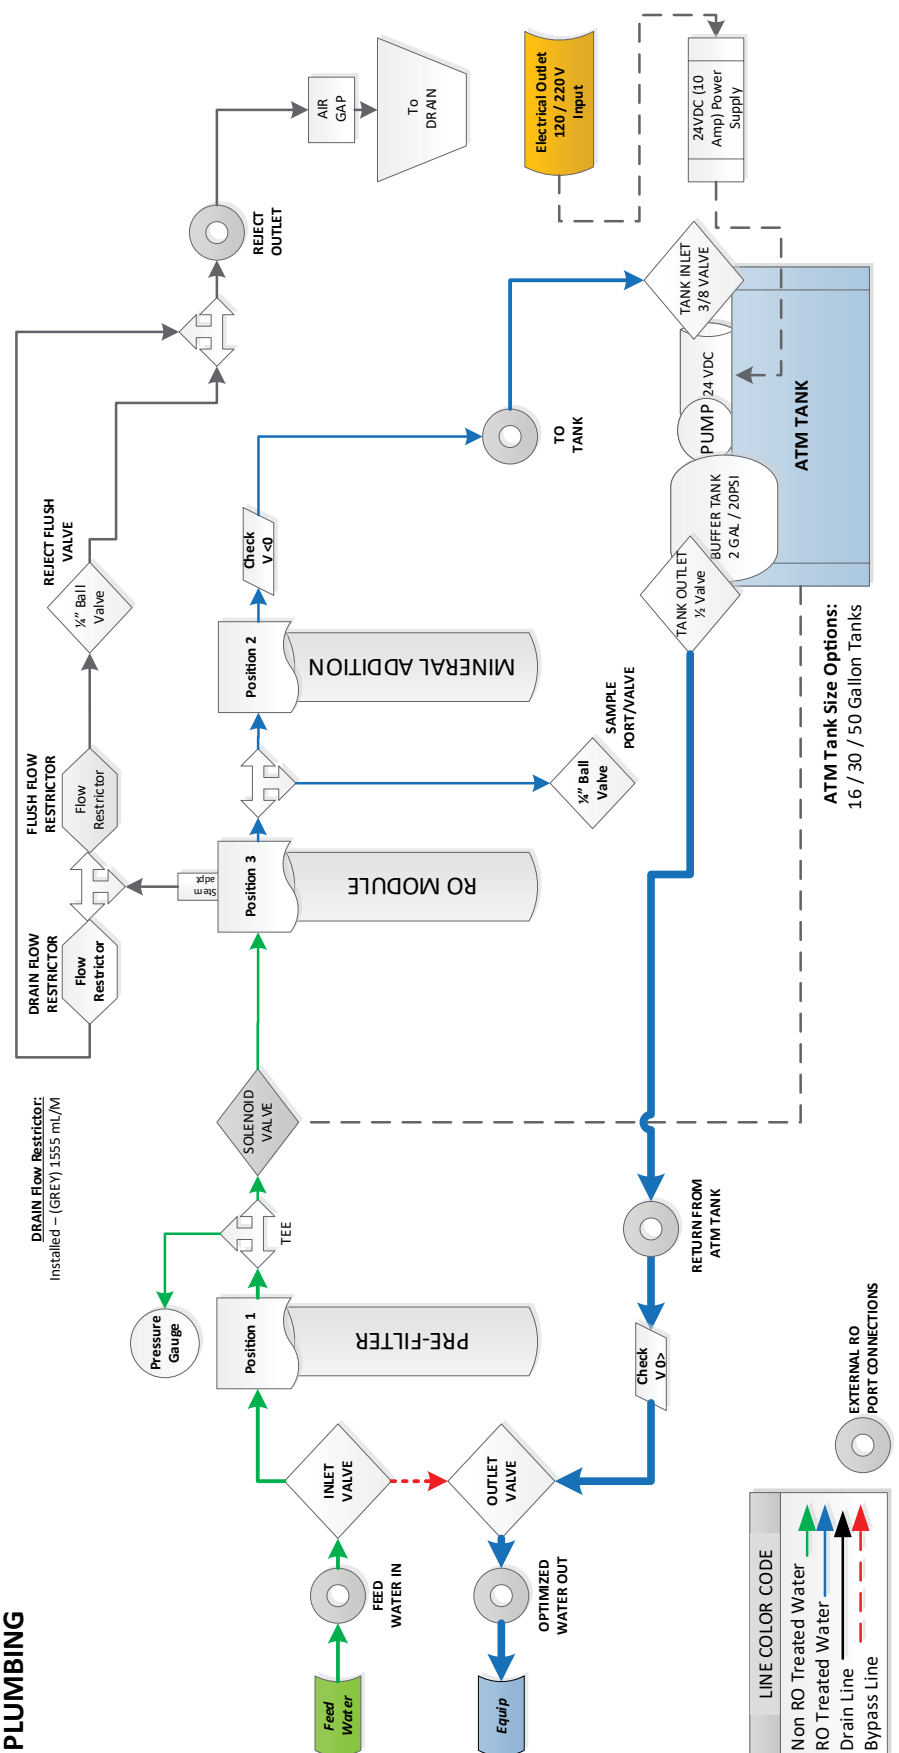 PLUMBING
DRAIN Flow Restrictor:
Installed – (GREY) 1555 mL/M
DRAIN FLOW
RESTRICTOR
Flow
Restrictor
FLUSH FLOW
RESTRICTOR
Flow
Restrictor
REJECT FLUSH
VALVE
¼” Ball
Valve
REJECT
OUTLET
AIR
GAP
To
DRAIN
Electrical Outlet
120 / 220 V
Input
24VDC (10
Amp) Power
Supply
Pressure
Gauge
TEE
Position 1
PRE-FILTER
SOLENOID
VALVE
Stem
adpt
Position 3
RO MODULE
Position 2
MINERAL ADDITION
Check
V <0
SAMPLE
PORT/VALVE
¼” Ball
Valve
TO
TANK
TANK INLET
3/8 VALVE
24 VDC
PUMP
BUFFER TANK
2 GAL / 20PSI
TANK OUTLET
½ Valve
ATM TANK
ATM Tank Size Options:
16 / 30 / 50 Gallon Tanks
Feed
Water
FEED
WATER IN
INLET
VALVE
OUTLET
VALVE
OPTIMIZED
WATER OUT
Equip
Check
V 0>
RETURN FROM
ATM TANK
EXTERNAL RO
PORT CONNECTIONS
LINE COLOR CODE
Non RO Treated Water
RO Treated Water
Drain Line
Bypass Line